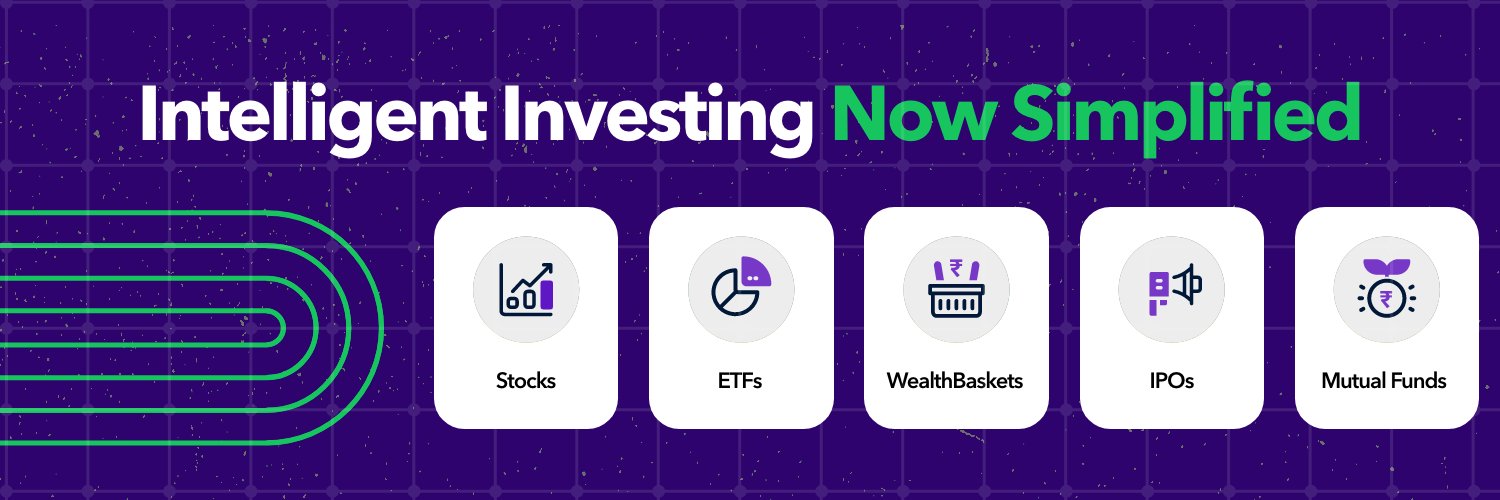 Intelligent Investing Now Simplified
₹
₹
Stocks
ETFs
WealthBaskets
IPOs
Mutual Funds